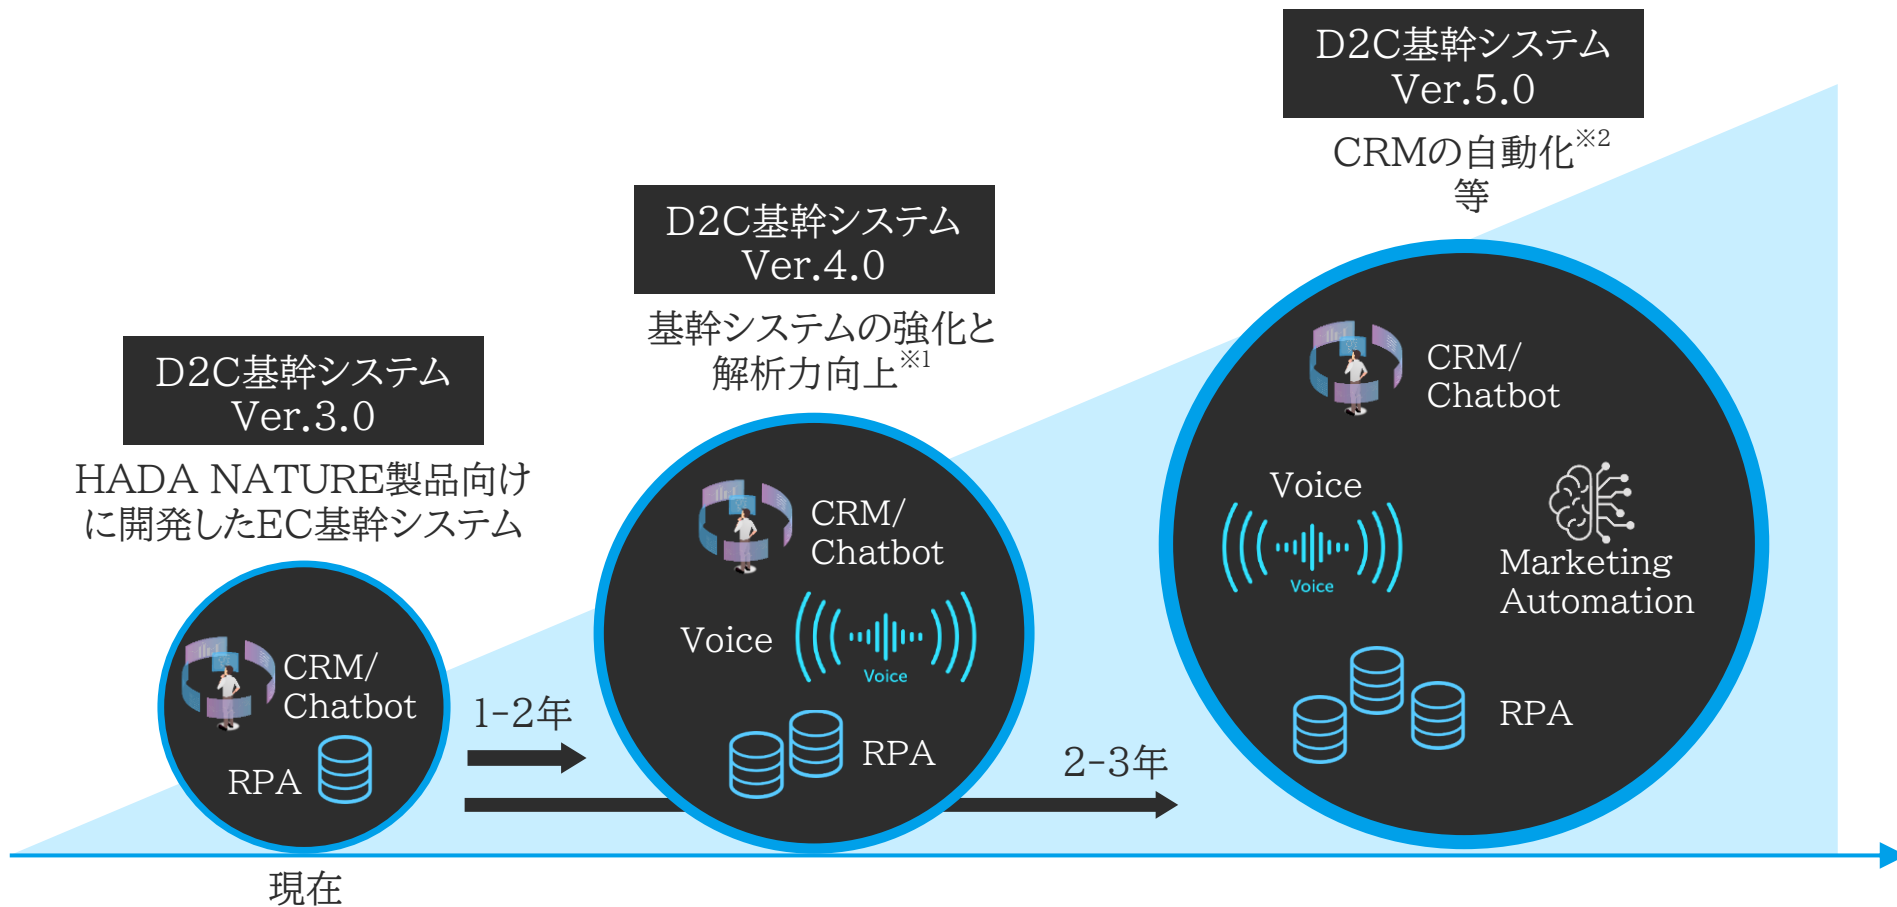 D2C基幹システム
Ver.3.0
HADA NATURE製品向け
に開発したEC基幹システム
CRM/
Chatbot
RPA
現在
1-2年
D2C基幹システム
Ver.4.0
基幹システムの強化と
解析力向上※1
CRM/
Chatbot
Voice
Voice
RPA
2-3年
D2C基幹システム
Ver.5.0
CRMの自動化※2
等
CRM/
Chatbot
Voice
Voice
Marketing
Automation
RPA